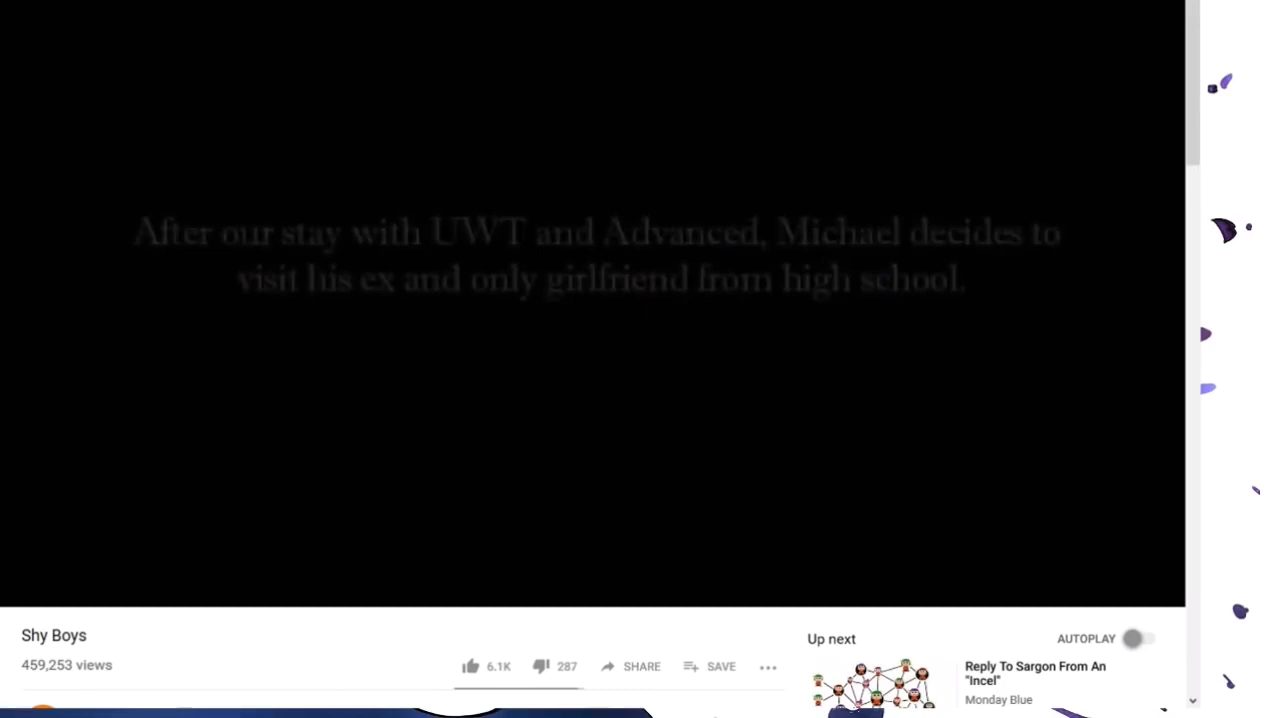 After our stay with UWT and Advanced, Michael decides to
visit his ex and only girlfriend from high school.
Shy Boys
459,253 views
6.1K
287
SHARE
SAVE
Up next
AUTOPLAY
Reply To Sargon From An
"Incel"
Monday Blue